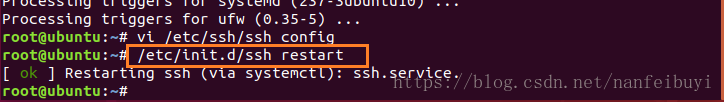 Processing triggers for systemd (237-3ubuntu10) ...
Processing triggers for ufw (0.35-5) ...
root@ubuntu:~# vi /etc/ssh/ssh_config
root@ubuntu:~# /etc/init.d/ssh restart
[ ok ] Restarting ssh (via systemctl): ssh.service.
root@ubuntu:~#
https://blog.csdn.net/nanfeibuyi